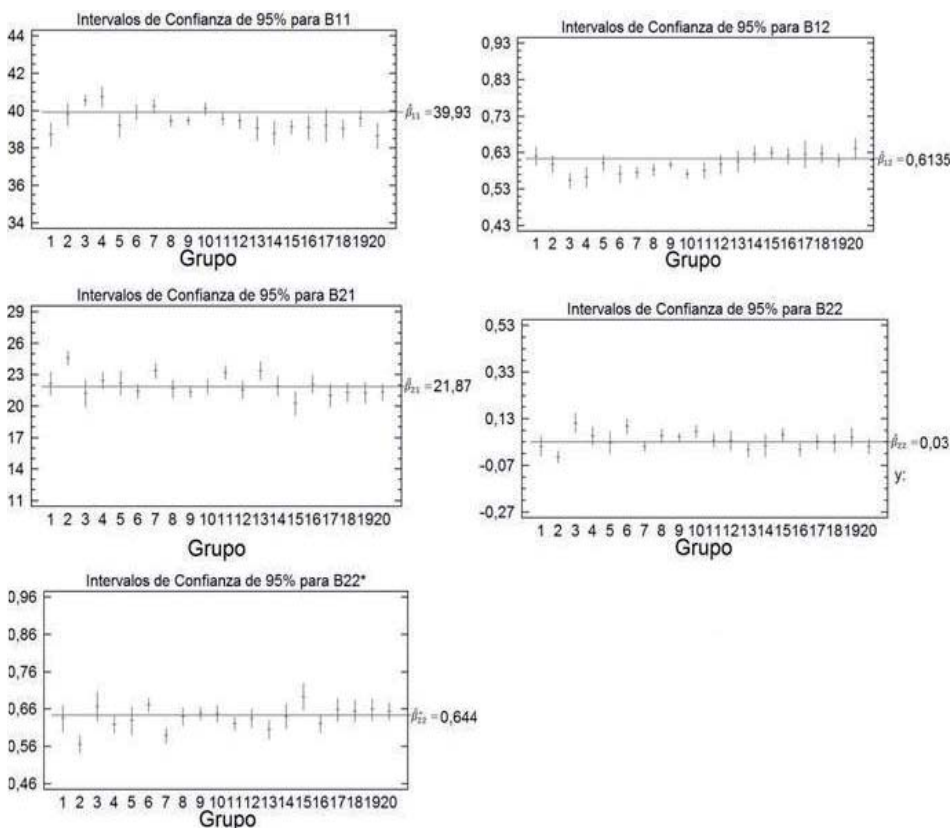 Intervalos de Confianza de 95% para B11
44
42
40
38
36
34
β̂₁₁ = 39,93
1 2 3 4 5 6 7 8 9 10 11 12 13 14 15 16 17 18 19 20
Grupo
Intervalos de Confianza de 95% para B12
0,93
0,83
0,73
0,63
0,53
0,43
β̂₁₂ = 0,6135
1 2 3 4 5 6 7 8 9 10 11 12 13 14 15 16 17 18 19 20
Grupo
Intervalos de Confianza de 95% para B21
29
26
23
20
17
14
11
β̂₂₁ = 21,87
1 2 3 4 5 6 7 8 9 10 11 12 13 14 15 16 17 18 19 20
Grupo
Intervalos de Confianza de 95% para B22
0,53
0,33
0,13
-0,07
-0,27
β̂₂₂ = 0,03
y:
1 2 3 4 5 6 7 8 9 10 11 12 13 14 15 16 17 18 19 20
Grupo
Intervalos de Confianza de 95% para B22*
0,96
0,86
0,76
0,66
0,56
0,46
β̂₂₂* = 0,644
1 2 3 4 5 6 7 8 9 10 11 12 13 14 15 16 17 18 19 20
Grupo